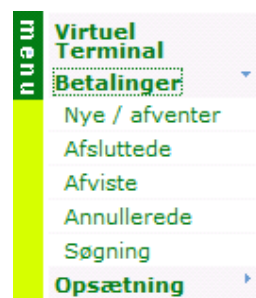 menu
Virtuel
Terminal
Betalinger
Nye / afventer
Afsluttede
Afviste
Annullerede
Søgning
Opsætning